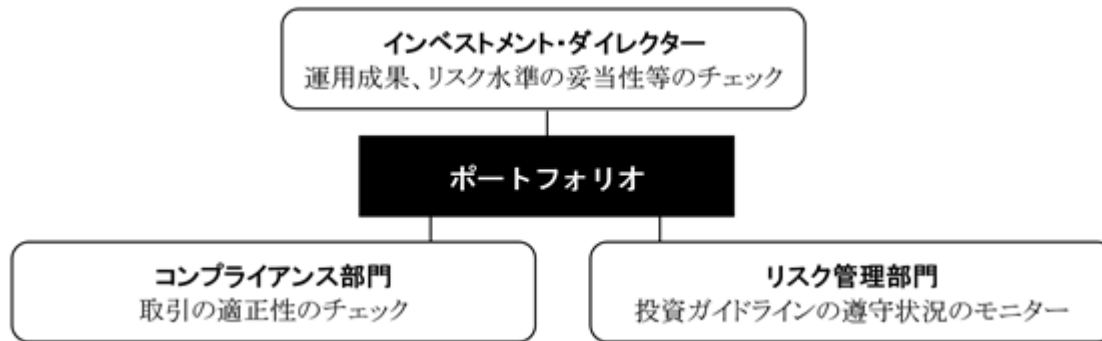 インベストメント・ダイレクター
運用成果、リスク水準の妥当性等のチェック
ポートフォリオ
コンプライアンス部門
取引の適正性のチェック
リスク管理部門
投資ガイドラインの遵守状況のモニター